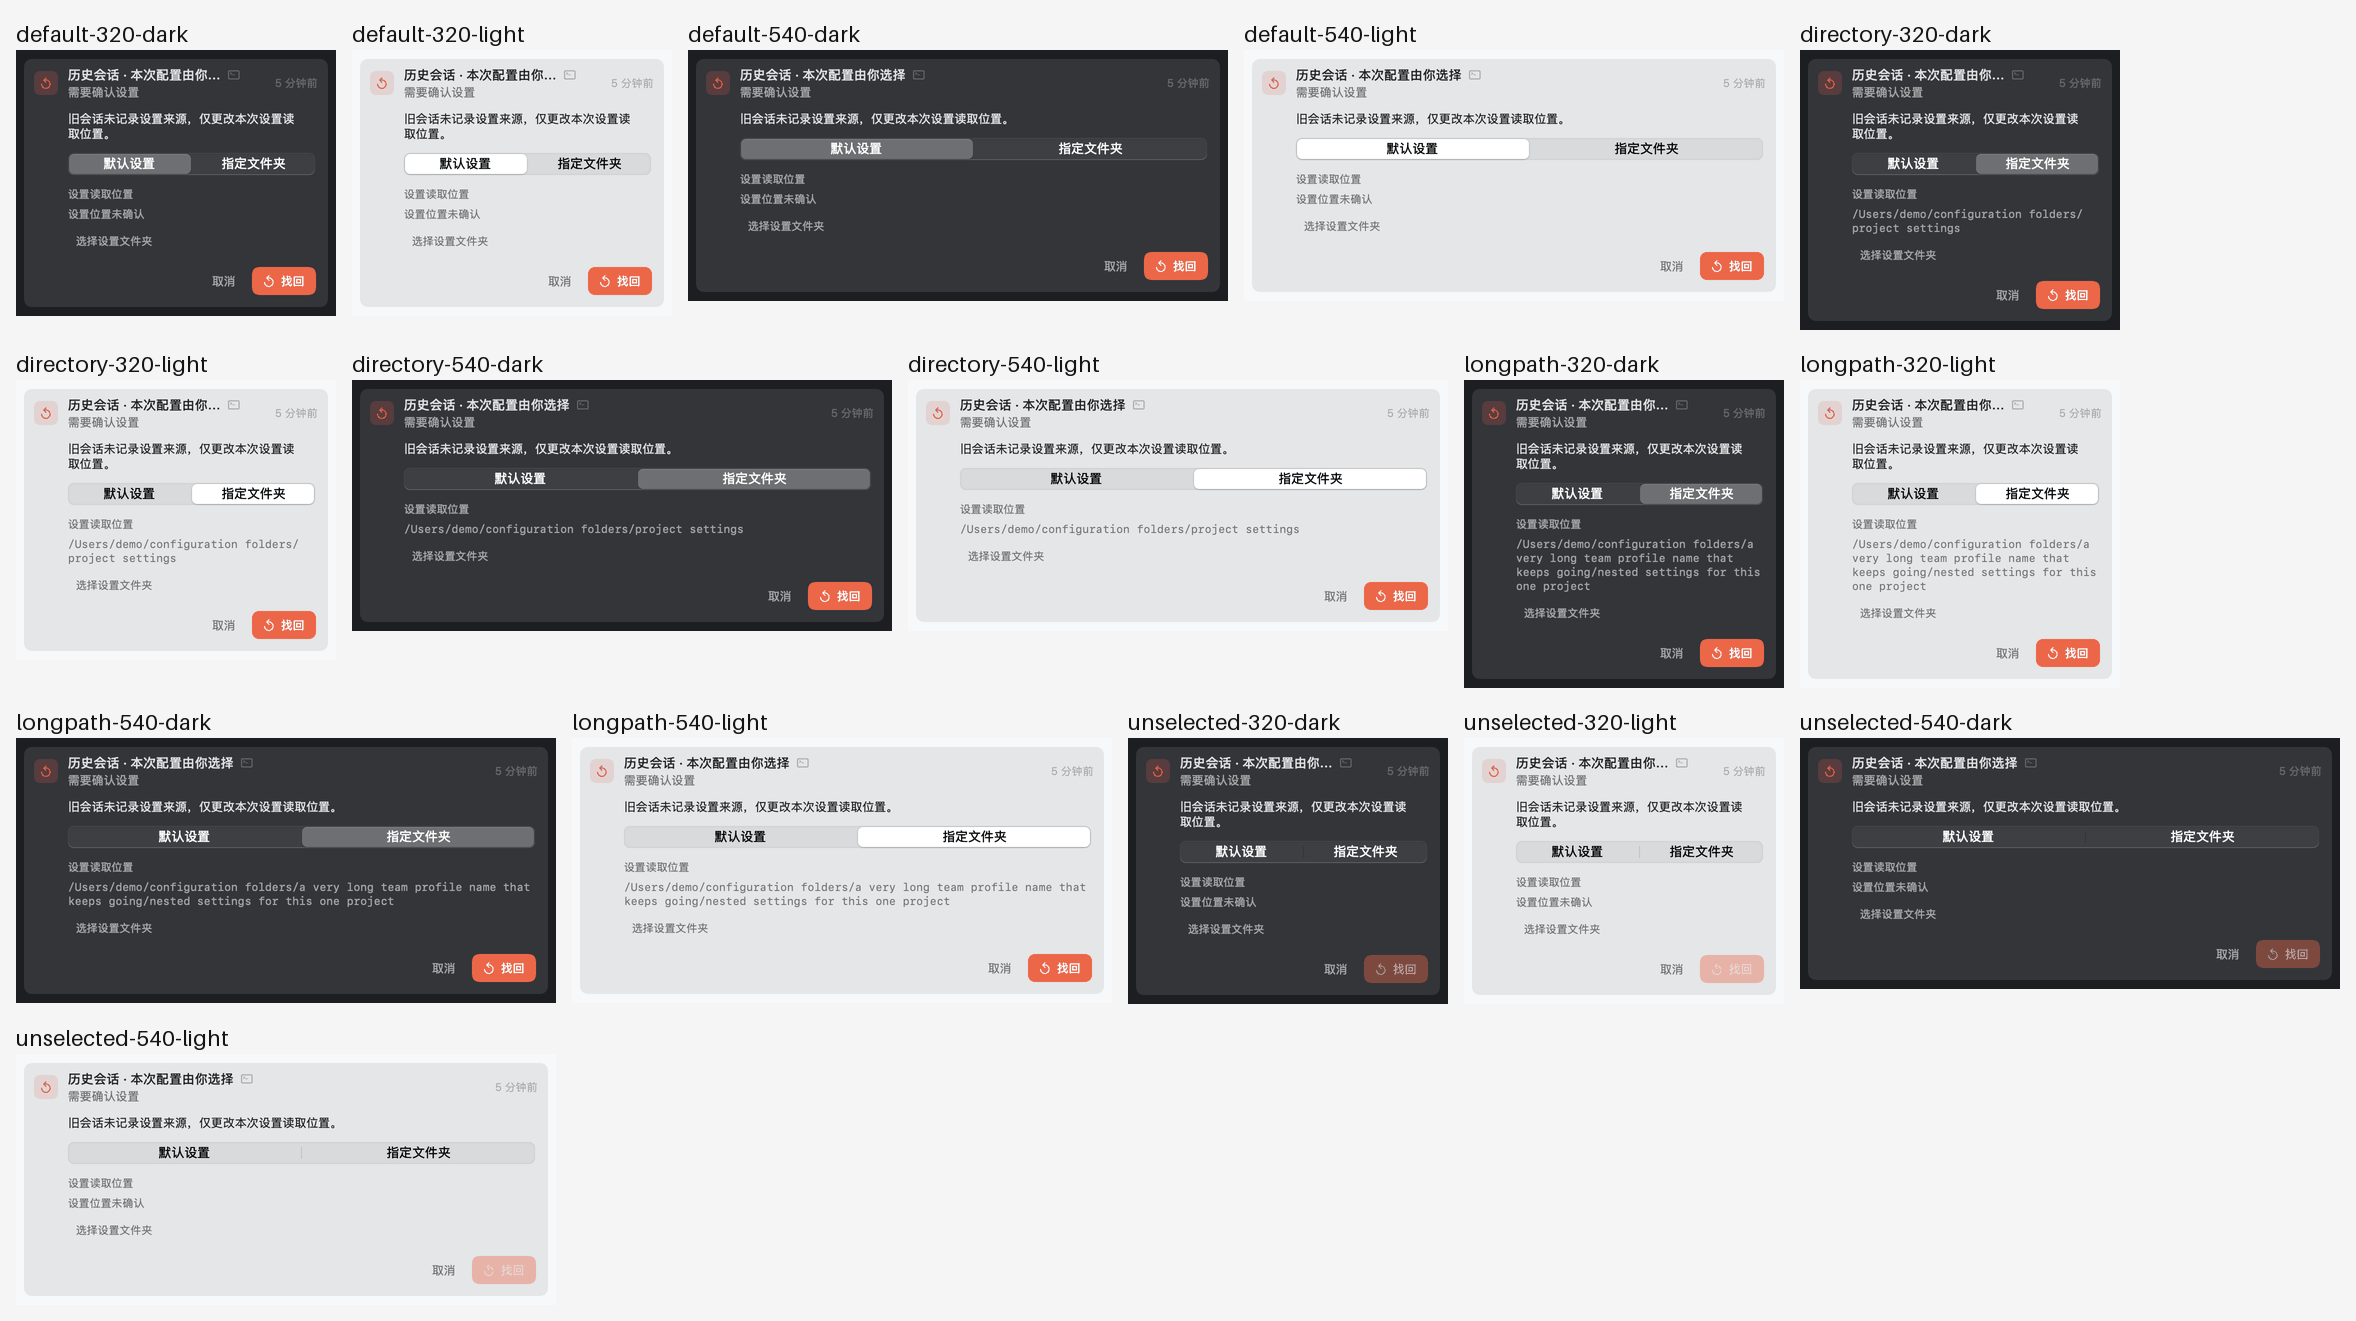 default-320-dark
历史会话 · 本次配置由你...
5 分钟前
需要确认设置
旧会话未记录设置来源，仅更改本次设置读
取位置。
默认设置
指定文件夹
设置读取位置
设置位置未确认
选择设置文件夹
取消
找回
default-320-light
历史会话 · 本次配置由你...
5 分钟前
需要确认设置
旧会话未记录设置来源，仅更改本次设置读
取位置。
默认设置
指定文件夹
设置读取位置
设置位置未确认
选择设置文件夹
取消
找回
default-540-dark
历史会话 · 本次配置由你选择
5 分钟前
需要确认设置
旧会话未记录设置来源，仅更改本次设置读取位置。
默认设置
指定文件夹
设置读取位置
设置位置未确认
选择设置文件夹
取消
找回
default-540-light
历史会话 · 本次配置由你选择
5 分钟前
需要确认设置
旧会话未记录设置来源，仅更改本次设置读取位置。
默认设置
指定文件夹
设置读取位置
设置位置未确认
选择设置文件夹
取消
找回
directory-320-dark
历史会话 · 本次配置由你...
5 分钟前
需要确认设置
旧会话未记录设置来源，仅更改本次设置读
取位置。
默认设置
指定文件夹
设置读取位置
/Users/demo/configuration folders/
project settings
选择设置文件夹
取消
找回
directory-320-light
历史会话 · 本次配置由你...
5 分钟前
需要确认设置
旧会话未记录设置来源，仅更改本次设置读
取位置。
默认设置
指定文件夹
设置读取位置
/Users/demo/configuration folders/
project settings
选择设置文件夹
取消
找回
directory-540-dark
历史会话 · 本次配置由你选择
5 分钟前
需要确认设置
旧会话未记录设置来源，仅更改本次设置读取位置。
默认设置
指定文件夹
设置读取位置
/Users/demo/configuration folders/project settings
选择设置文件夹
取消
找回
directory-540-light
历史会话 · 本次配置由你选择
5 分钟前
需要确认设置
旧会话未记录设置来源，仅更改本次设置读取位置。
默认设置
指定文件夹
设置读取位置
/Users/demo/configuration folders/project settings
选择设置文件夹
取消
找回
longpath-320-dark
历史会话 · 本次配置由你...
5 分钟前
需要确认设置
旧会话未记录设置来源，仅更改本次设置读
取位置。
默认设置
指定文件夹
设置读取位置
/Users/demo/configuration folders/a
very long team profile name that
keeps going/nested settings for this
one project
选择设置文件夹
取消
找回
longpath-320-light
历史会话 · 本次配置由你...
5 分钟前
需要确认设置
旧会话未记录设置来源，仅更改本次设置读
取位置。
默认设置
指定文件夹
设置读取位置
/Users/demo/configuration folders/a
very long team profile name that
keeps going/nested settings for this
one project
选择设置文件夹
取消
找回
longpath-540-dark
历史会话 · 本次配置由你选择
5 分钟前
需要确认设置
旧会话未记录设置来源，仅更改本次设置读取位置。
默认设置
指定文件夹
设置读取位置
/Users/demo/configuration folders/a very long team profile name that
keeps going/nested settings for this one project
选择设置文件夹
取消
找回
longpath-540-light
历史会话 · 本次配置由你选择
5 分钟前
需要确认设置
旧会话未记录设置来源，仅更改本次设置读取位置。
默认设置
指定文件夹
设置读取位置
/Users/demo/configuration folders/a very long team profile name that
keeps going/nested settings for this one project
选择设置文件夹
取消
找回
unselected-320-dark
历史会话 · 本次配置由你...
5 分钟前
需要确认设置
旧会话未记录设置来源，仅更改本次设置读
取位置。
默认设置
指定文件夹
设置读取位置
设置位置未确认
选择设置文件夹
取消
找回
unselected-320-light
历史会话 · 本次配置由你...
5 分钟前
需要确认设置
旧会话未记录设置来源，仅更改本次设置读
取位置。
默认设置
指定文件夹
设置读取位置
设置位置未确认
选择设置文件夹
取消
找回
unselected-540-dark
历史会话 · 本次配置由你选择
5 分钟前
需要确认设置
旧会话未记录设置来源，仅更改本次设置读取位置。
默认设置
指定文件夹
设置读取位置
设置位置未确认
选择设置文件夹
取消
找回
unselected-540-light
历史会话 · 本次配置由你选择
5 分钟前
需要确认设置
旧会话未记录设置来源，仅更改本次设置读取位置。
默认设置
指定文件夹
设置读取位置
设置位置未确认
选择设置文件夹
取消
找回